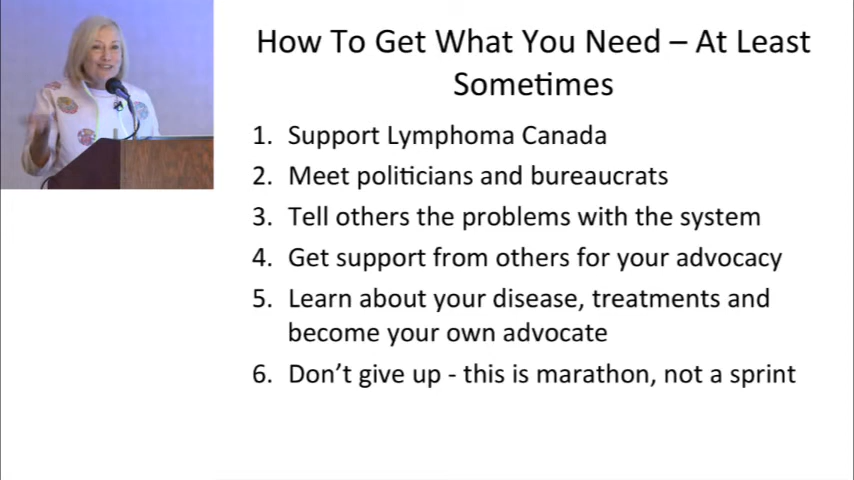 How To Get What You Need – At Least
Sometimes
1. Support Lymphoma Canada
2. Meet politicians and bureaucrats
3. Tell others the problems with the system
4. Get support from others for your advocacy
5. Learn about your disease, treatments and
become your own advocate
6. Don’t give up - this is marathon, not a sprint